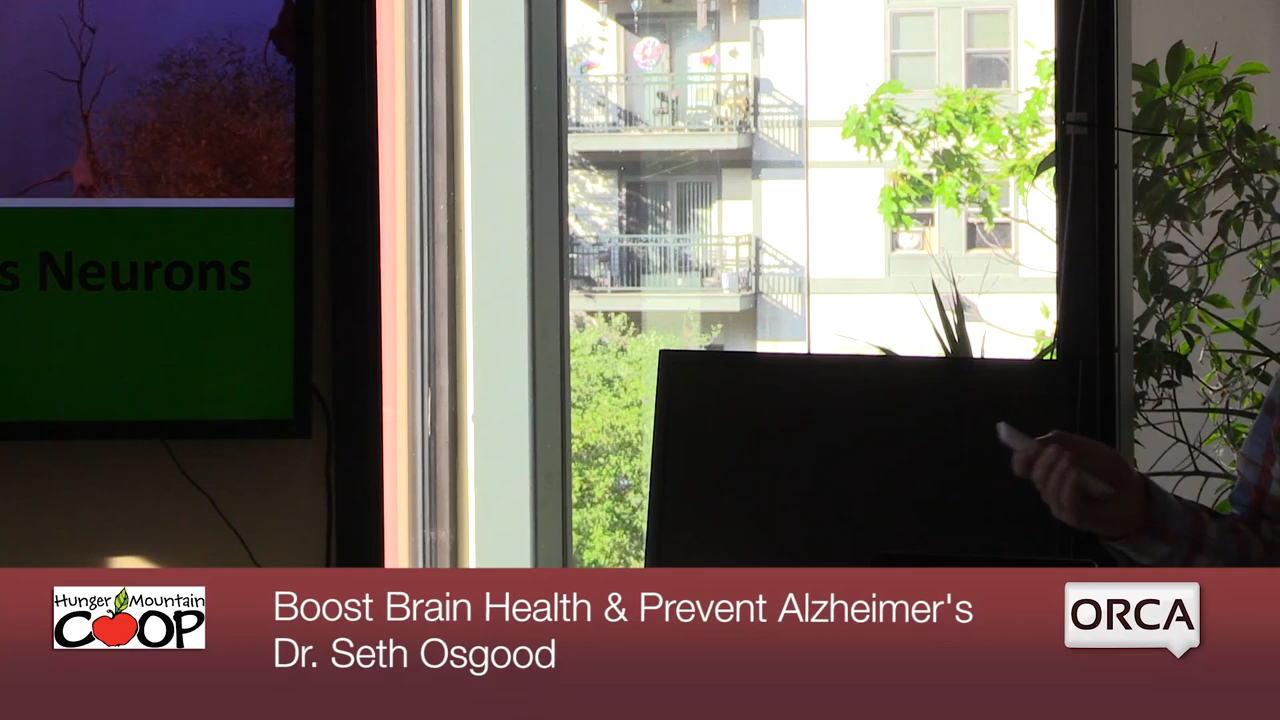 s Neurons
Hunger Mountain
COOP
Boost Brain Health & Prevent Alzheimer's
Dr. Seth Osgood
ORCA